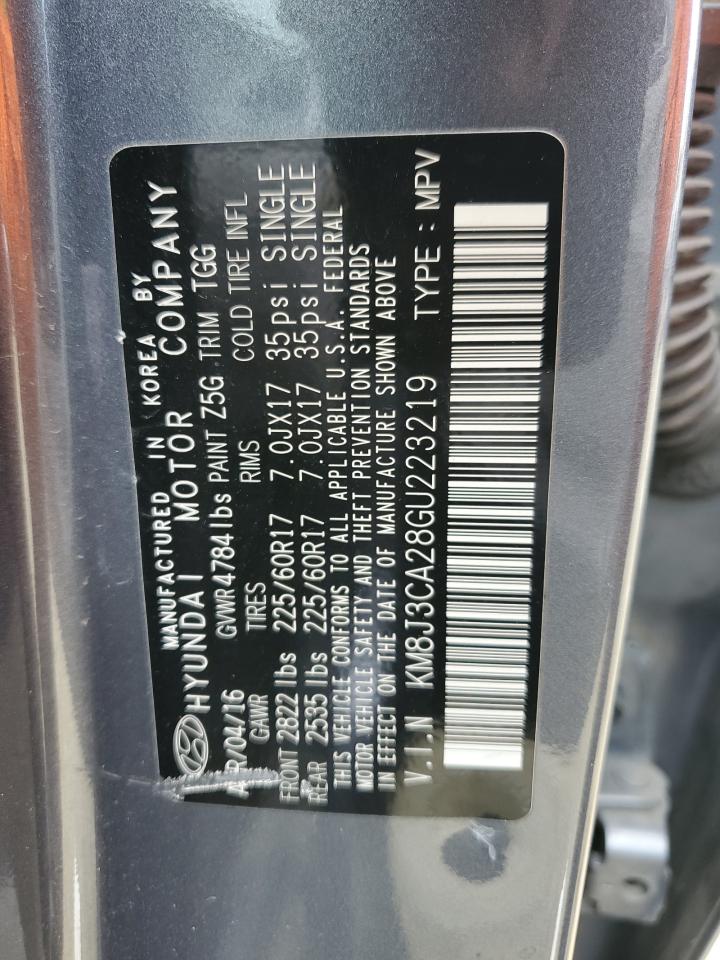 MANUFACTURED IN KOREA BY
HYUNDAI MOTOR COMPANY
/04/16 GVWR4784lbs PAINT Z5G TRIM TGG
GAWR TIRES RIMS COLD TIRE INFL
FRONT 2822 lbs 225/60R17 7.0JX17 35psi SINGLE
REAR 2535 lbs 225/60R17 7.0JX17 35psi SINGLE
THIS VEHICLE CONFORMS TO ALL APPLICABLE U.S.A. FEDERAL
MOTOR VEHICLE SAFETY AND THEFT PREVENTION STANDARDS
IN EFFECT ON THE DATE OF MANUFACTURE SHOWN ABOVE
V.I.N KM8J3CA28GU223219 TYPE : MPV